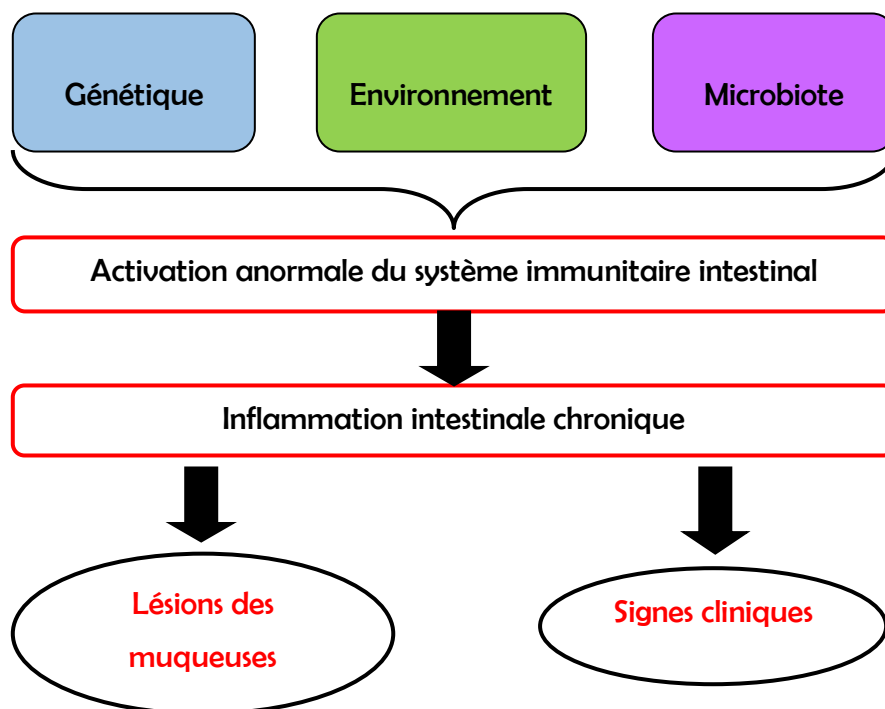 Génétique
Environnement
Microbiote
Activation anormale du système immunitaire intestinal
Inflammation intestinale chronique
Lésions des
muqueuses
Signes cliniques